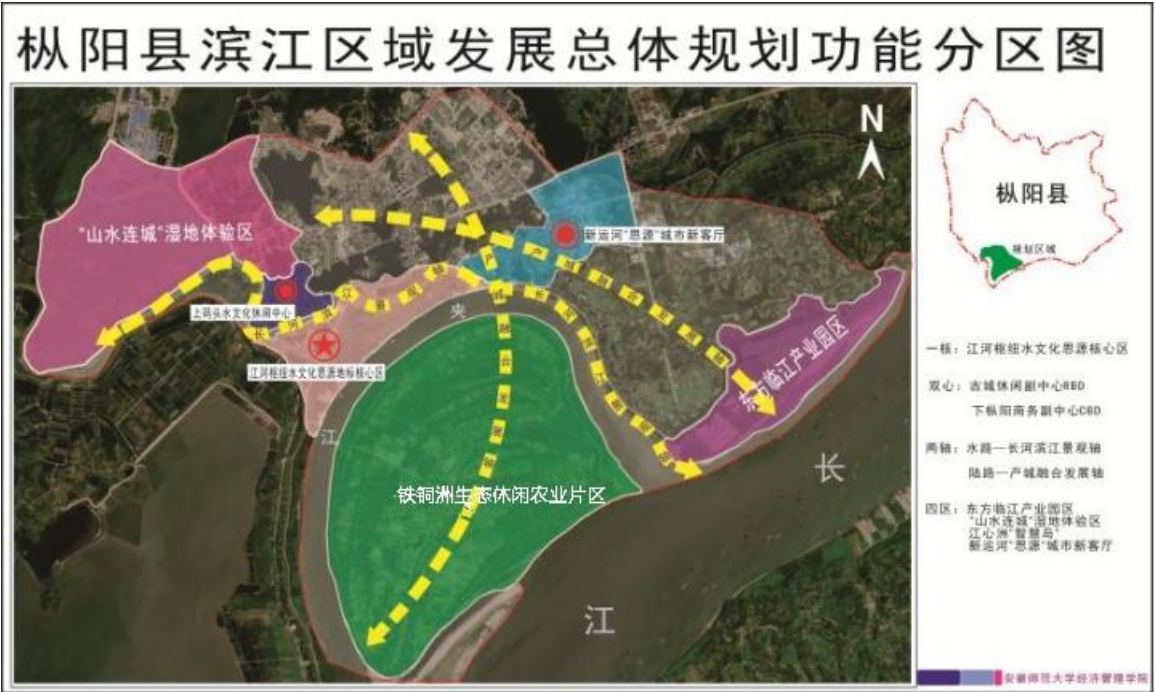 枞阳县滨江区域发展总体规划功能分区图
N
"山水连城"湿地体验区
新运河"思源"城市新客厅
上码头水文化休闲中心
江河枢纽水文化思源地标核心区
东方临江产业园区
铁铜洲生态休闲农业片区
夹
江
长
江
枞阳县
规划区域
一核：江河枢纽水文化思源核心区
双心：古城休闲副中心RBD
下枞阳商务副中心CBD
两轴：水路—长河滨江景观轴
陆路—产城融合发展轴
四区：东方临江产业园区
"山水连城"湿地体验区
江心洲"智慧岛"
新运河"思源"城市新客厅
安徽师范大学经济管理学院